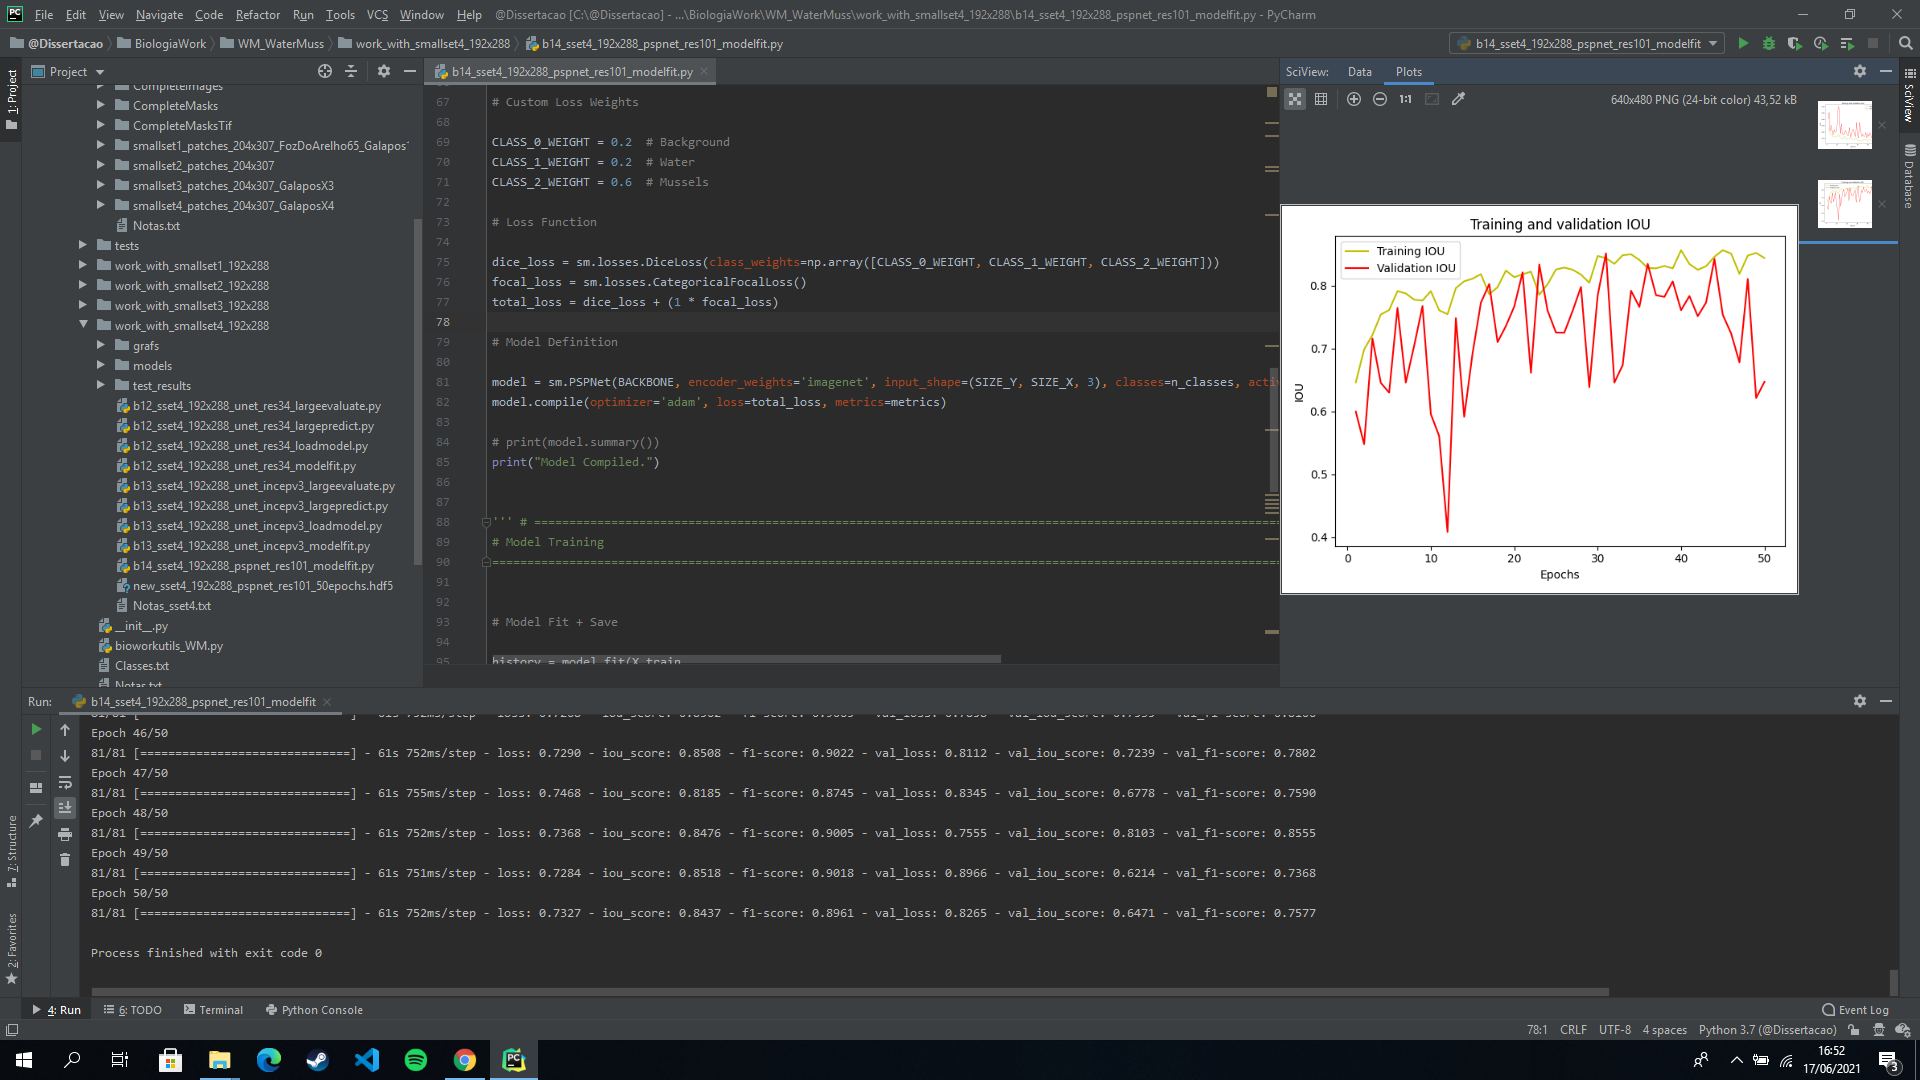 File Edit View Navigate Code Refactor Run Tools VCS Window Help @Dissertacao [C:\@Dissertacao] - ...\BiologiaWork\WM_WaterMuss\work_with_smallset4_192x288\b14_sset4_192x288_pspnet_res101_modelfit.py - PyCharm
@Dissertacao BiologiaWork WM_WaterMuss work_with_smallset4_192x288 b14_sset4_192x288_pspnet_res101_modelfit.py
b14_sset4_192x288_pspnet_res101_modelfit
1: Project
Project
CompleteImages
CompleteMasks
CompleteMasksTif
smallset1_patches_204x307_FozDoArelho65_Galapos
smallset2_patches_204x307
smallset3_patches_204x307_GalaposX3
smallset4_patches_204x307_GalaposX4
Notas.txt
tests
work_with_smallset1_192x288
work_with_smallset2_192x288
work_with_smallset3_192x288
work_with_smallset4_192x288
grafs
models
test_results
b12_sset4_192x288_unet_res34_largeevaluate.py
b12_sset4_192x288_unet_res34_largepredict.py
b12_sset4_192x288_unet_res34_loadmodel.py
b12_sset4_192x288_unet_res34_modelfit.py
b13_sset4_192x288_unet_incepv3_largeevaluate.py
b13_sset4_192x288_unet_incepv3_largepredict.py
b13_sset4_192x288_unet_incepv3_loadmodel.py
b13_sset4_192x288_unet_incepv3_modelfit.py
b14_sset4_192x288_pspnet_res101_modelfit.py
new_sset4_192x288_pspnet_res101_50epochs.hdf5
Notas_sset4.txt
__init__.py
bioworkutils_WM.py
Classes.txt
Notas.txt
b14_sset4_192x288_pspnet_res101_modelfit.py
67 # Custom Loss Weights
68
69 CLASS_0_WEIGHT = 0.2 # Background
70 CLASS_1_WEIGHT = 0.2 # Water
71 CLASS_2_WEIGHT = 0.6 # Mussels
72
73 # Loss Function
74
75 dice_loss = sm.losses.DiceLoss(class_weights=np.array([CLASS_0_WEIGHT, CLASS_1_WEIGHT, CLASS_2_WEIGHT]))
76 focal_loss = sm.losses.CategoricalFocalLoss()
77 total_loss = dice_loss + (1 * focal_loss)
78
79 # Model Definition
80
81 model = sm.PSPNet(BACKBONE, encoder_weights='imagenet', input_shape=(SIZE_Y, SIZE_X, 3), classes=n_classes, acti
82 model.compile(optimizer='adam', loss=total_loss, metrics=metrics)
83
84 # print(model.summary())
85 print("Model Compiled.")
86
87
88 ''' # ================================================================
89 # Model Training
90 ================================================================
91
92
93 # Model Fit + Save
94
95 history = model.fit(X_train
SciView: Data Plots
1:1
640x480 PNG (24-bit color) 43,52 kB
Training and validation IOU
Training IOU
Validation IOU
0.8
0.7
0.6
0.5
0.4
IOU
0 10 20 30 40 50
Epochs
SciView
Database
Run: b14_sset4_192x288_pspnet_res101_modelfit
Epoch 46/50
81/81 [==============================] - 61s 752ms/step - loss: 0.7290 - iou_score: 0.8508 - f1-score: 0.9022 - val_loss: 0.8112 - val_iou_score: 0.7239 - val_f1-score: 0.7802
Epoch 47/50
81/81 [==============================] - 61s 755ms/step - loss: 0.7468 - iou_score: 0.8185 - f1-score: 0.8745 - val_loss: 0.8345 - val_iou_score: 0.6778 - val_f1-score: 0.7590
Epoch 48/50
81/81 [==============================] - 61s 752ms/step - loss: 0.7368 - iou_score: 0.8476 - f1-score: 0.9005 - val_loss: 0.7555 - val_iou_score: 0.8103 - val_f1-score: 0.8555
Epoch 49/50
81/81 [==============================] - 61s 751ms/step - loss: 0.7284 - iou_score: 0.8518 - f1-score: 0.9018 - val_loss: 0.8966 - val_iou_score: 0.6214 - val_f1-score: 0.7368
Epoch 50/50
81/81 [==============================] - 61s 752ms/step - loss: 0.7327 - iou_score: 0.8437 - f1-score: 0.8961 - val_loss: 0.8265 - val_iou_score: 0.6471 - val_f1-score: 0.7577
Process finished with exit code 0
7: Structure
2: Favorites
4: Run 6: TODO Terminal Python Console Event Log
78:1 CRLF UTF-8 4 spaces Python 3.7 (@Dissertacao)
16:52
17/06/2021
3